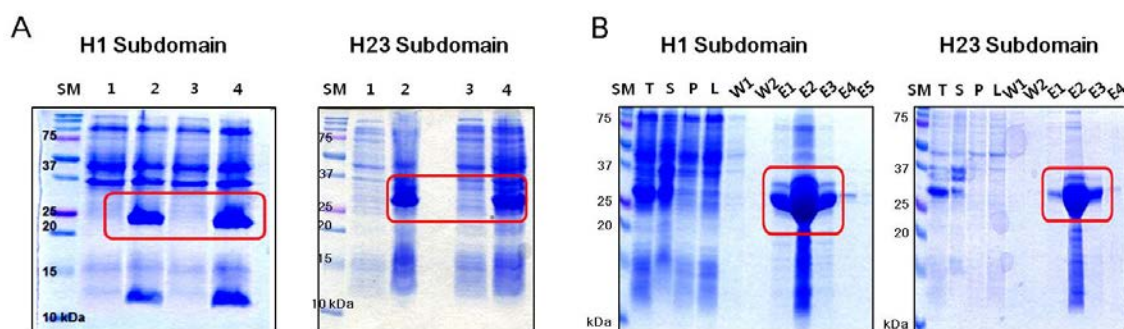 A
H1 Subdomain
SM 1 2 3 4
75
37
25
20
15
10 kDa
H23 Subdomain
SM 1 2 3 4
75
37
25
20
15
10 kDa
B
H1 Subdomain
SM T S P L W1 W2 E1 E2 E3 E4 E5
75
50
37
25
20
kDa
H23 Subdomain
SM T S P L W1 W2 E1 E2 E3 E4
75
50
37
25
20
kDa